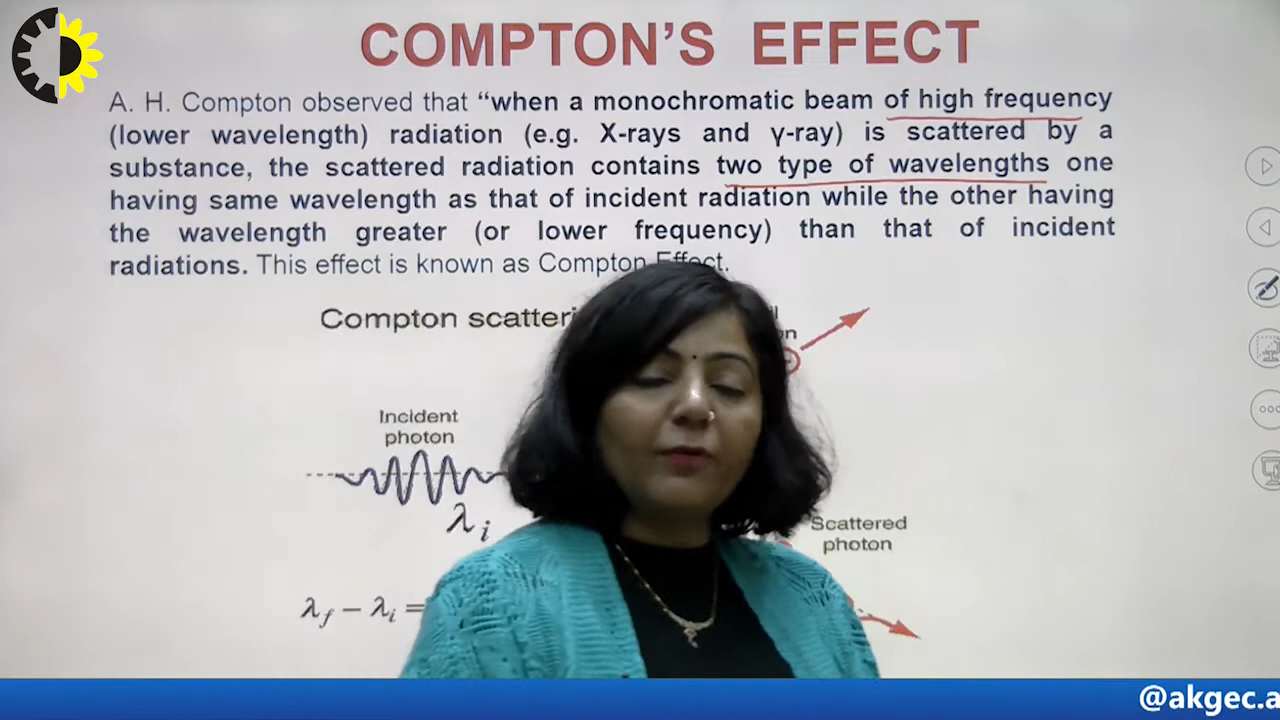 COMPTON’S EFFECT
A. H. Compton observed that “when a monochromatic beam of high frequency
(lower wavelength) radiation (e.g. X-rays and γ-ray) is scattered by a
substance, the scattered radiation contains two type of wavelengths one
having same wavelength as that of incident radiation while the other having
the wavelength greater (or lower frequency) than that of incident
radiations. This effect is known as Compton Effect.
Compton
Incident
photon
λi
Scattered
photon
λf − λi =